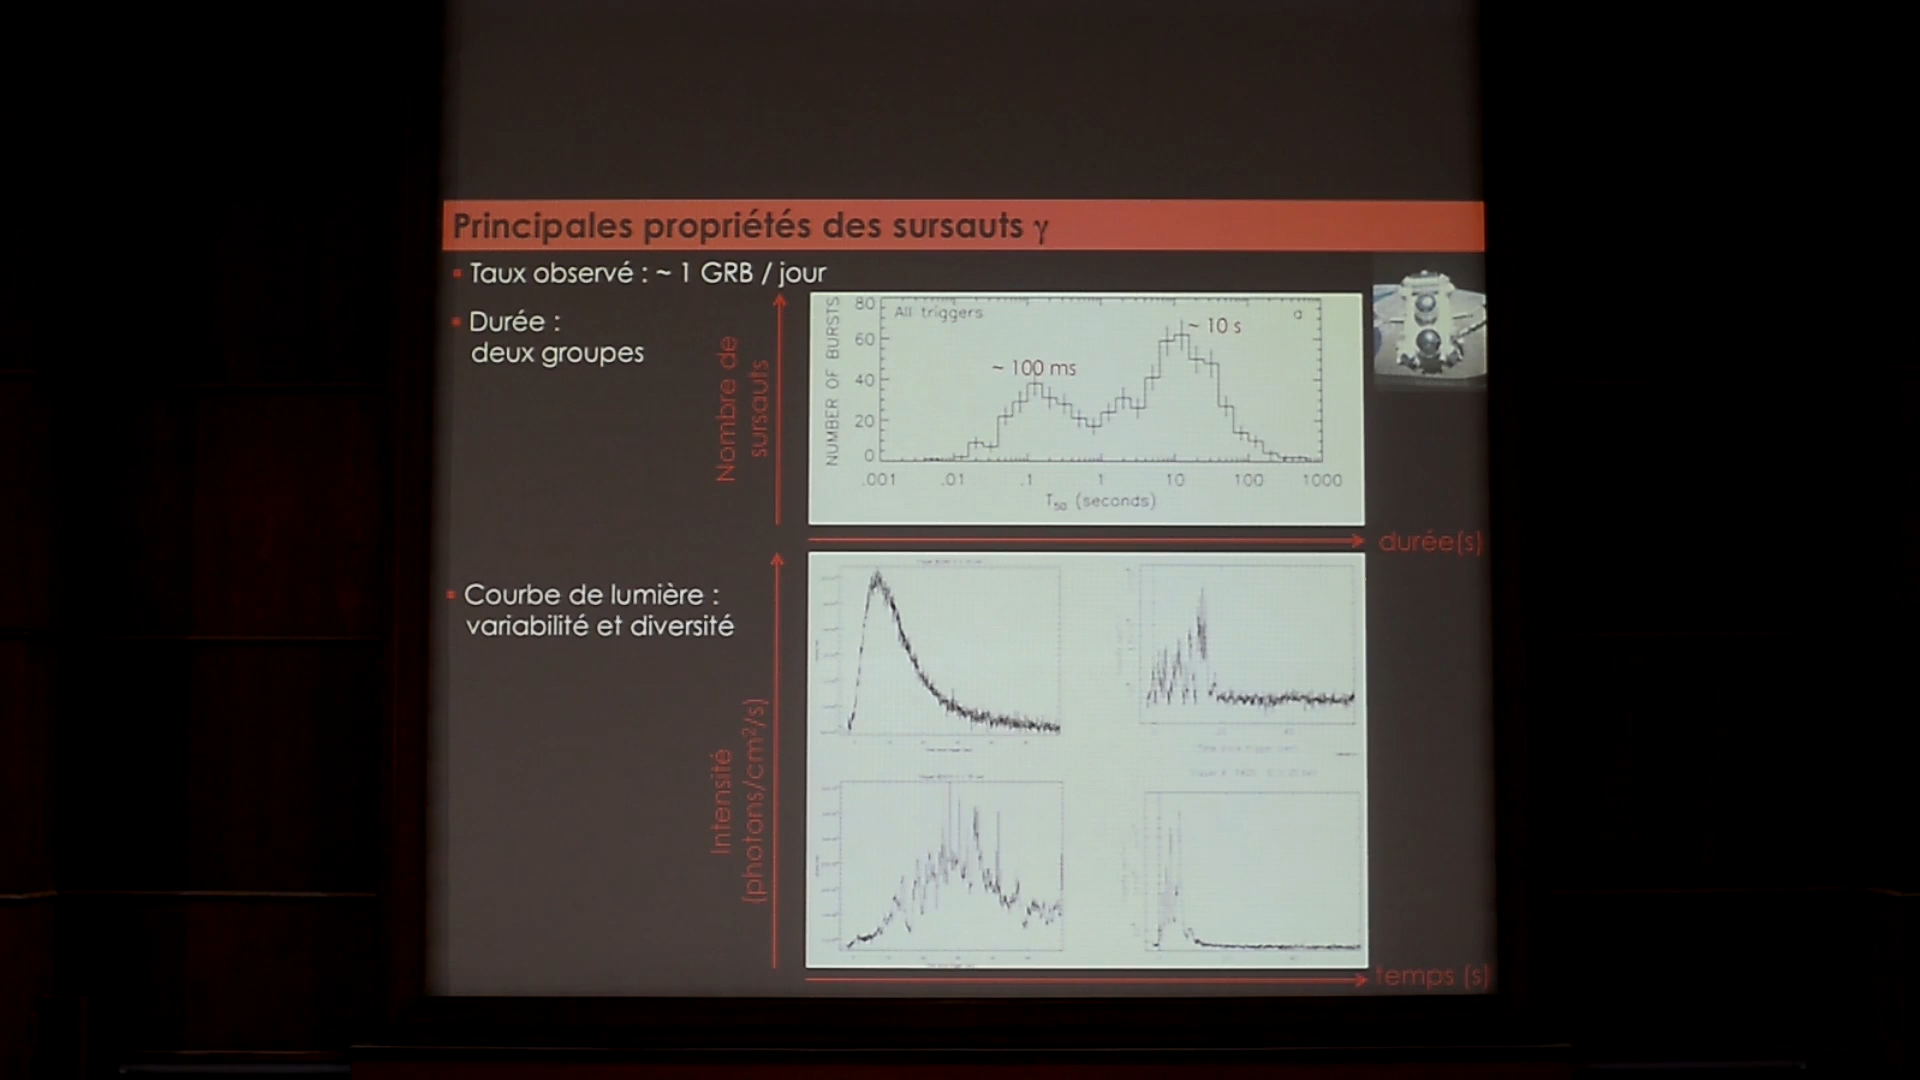 Principales propriétés des sursauts γ
Taux observé : ~ 1 GRB / jour
Durée :
deux groupes
Nombre de
sursauts
NUMBER OF BURSTS
80
60
40
20
0
All triggers
a
~ 100 ms
~ 10 s
.001 .01 .1 1 10 100 1000
T₅₀ (seconds)
durée(s)
Courbe de lumière :
variabilité et diversité
Intensité
(photons/cm²/s)
temps (s)